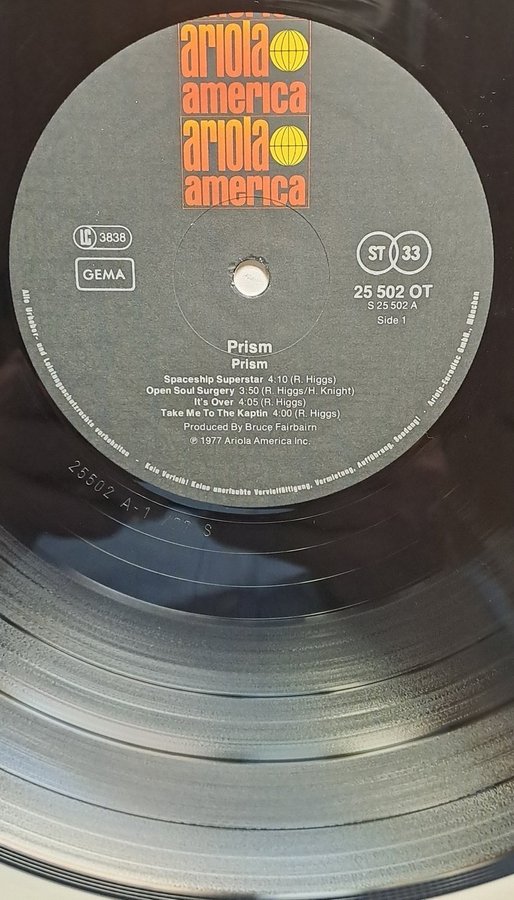 america
ariola
america
ariola
america
LC 3838
GEMA
ST 33
25 502 OT
S 25 502 A
Side 1
Prism
Prism
Spaceship Superstar 4:10 (R. Higgs)
Open Soul Surgery 3:50 (R. Higgs/H. Knight)
It's Over 4:05 (R. Higgs)
Take Me To The Kaptin 4:00 (R. Higgs)
Produced By Bruce Fairbairn
℗ 1977 Ariola America Inc.
Alle Urheber- und Leistungsschutzrechte vorbehalten - Kein Verleih! Keine unerlaubte Vervielfältigung, Vermietung, Aufführung, Sendung! Ariola-Eurodisc GmbH., München
25502 A-1 S